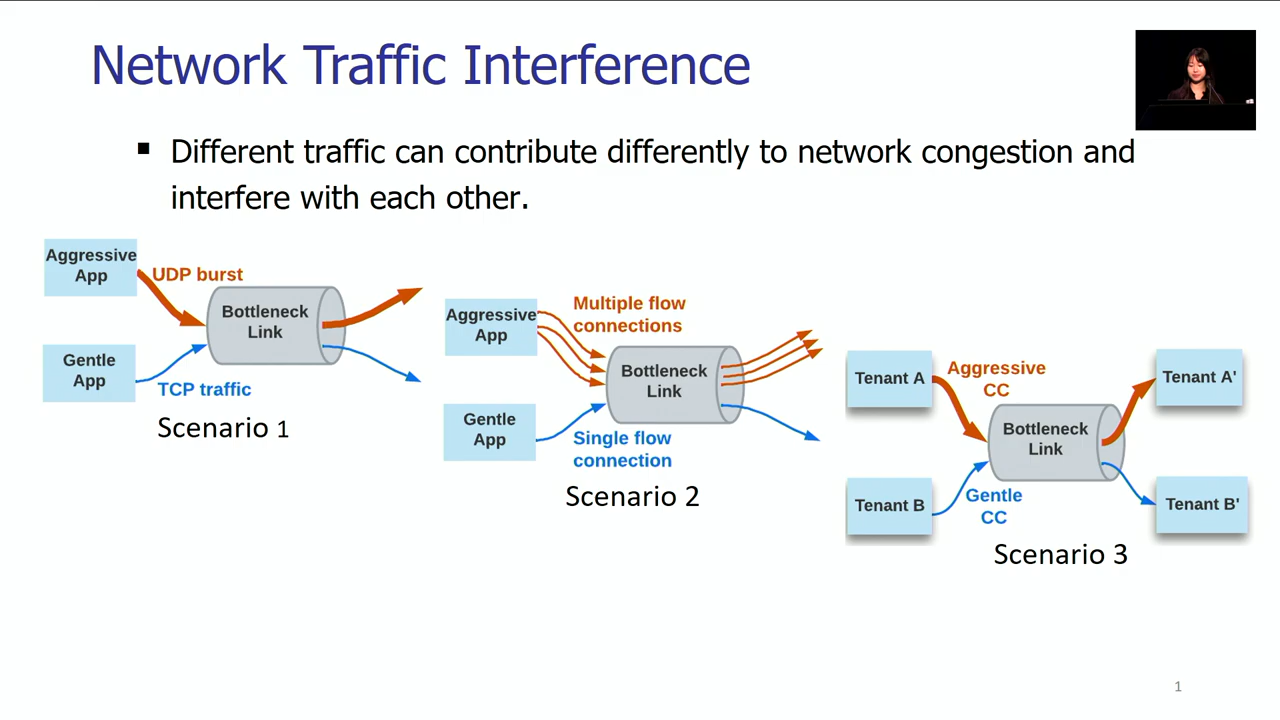 Network Traffic Interference
▪ Different traffic can contribute differently to network congestion and
interfere with each other.
Aggressive
App
UDP burst
Bottleneck
Link
Gentle
App
TCP traffic
Scenario 1
Aggressive
App
Multiple flow
connections
Bottleneck
Link
Gentle
App
Single flow
connection
Scenario 2
Tenant A
Aggressive
CC
Tenant A'
Bottleneck
Link
Tenant B
Gentle
CC
Tenant B'
Scenario 3
1